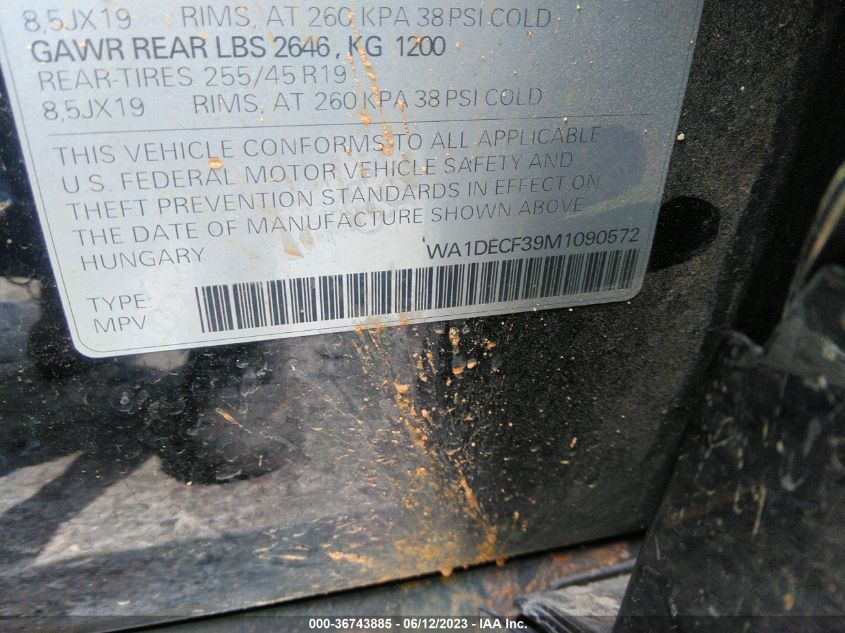 8,5JX19 RIMS, AT 260 KPA 38 PSI COLD
GAWR REAR LBS 2646, KG 1200
REAR-TIRES 255/45 R19
8,5JX19 RIMS, AT 260 KPA 38 PSI COLD
THIS VEHICLE CONFORMS TO ALL APPLICABLE
U.S. FEDERAL MOTOR VEHICLE SAFETY AND
THEFT PREVENTION STANDARDS IN EFFECT ON
THE DATE OF MANUFACTURE SHOWN ABOVE
HUNGARY WA1DECF39M1090572
TYPE:
MPV
000-36743885 - 06/12/2023 - IAA Inc.